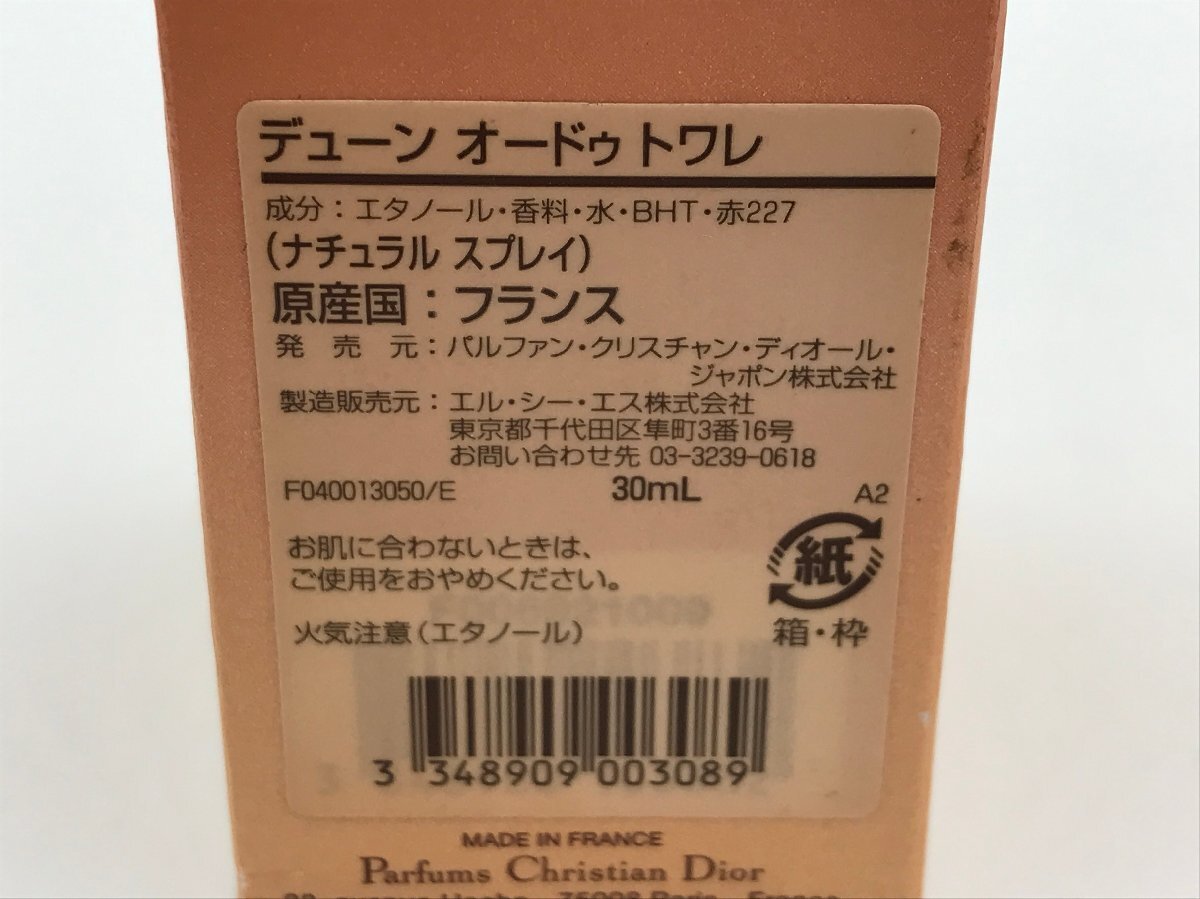 デューン オードゥ トワレ
成分：エタノール・香料・水・BHT・赤227
(ナチュラル スプレイ)
原産国：フランス
発 売 元：パルファン・クリスチャン・ディオール・
ジャポン株式会社
製造販売元：エル・シー・エス株式会社
東京都千代田区隼町3番16号
お問い合わせ先 03-3239-0618
F040013050/E 30mL A2
お肌に合わないときは、
ご使用をおやめください。
紙
火気注意(エタノール)
箱・枠
3 348909 003089
MADE IN FRANCE
Parfums Christian Dior